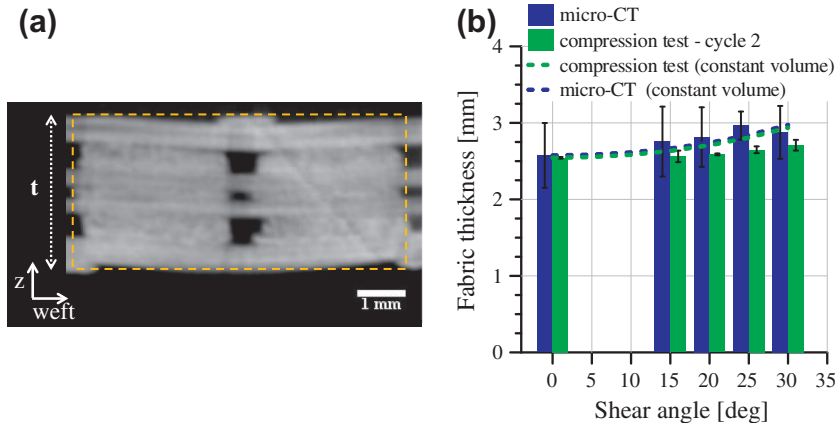 (a)
t
z
weft
1 mm
(b)
micro-CT
compression test - cycle 2
compression test (constant volume)
micro-CT (constant volume)
Fabric thickness [mm]
4
3
2
1
0
0 5 10 15 20 25 30 35
Shear angle [deg]